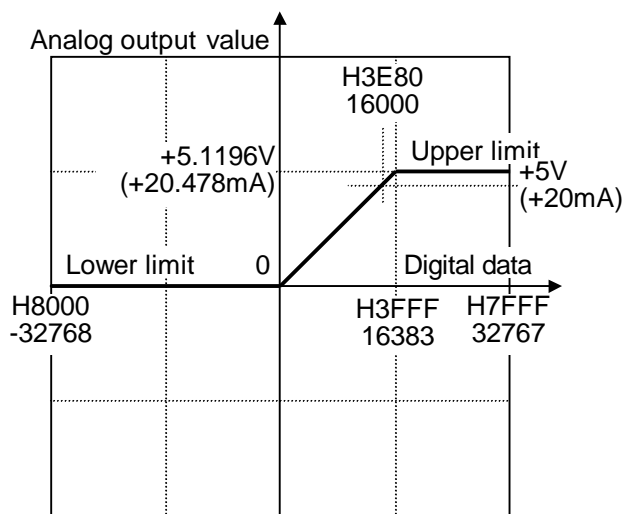 Analog output value
H3E80
16000
+5.1196V
(+20.478mA)
Upper limit
+5V
(+20mA)
Lower limit
0
Digital data
H8000
-32768
H3FFF
16383
H7FFF
32767